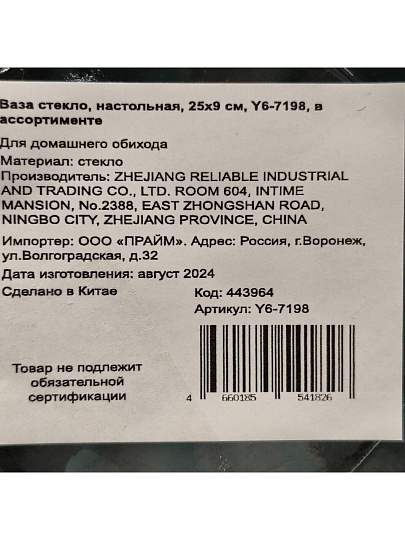 Ваза стекло, настольная, 25х9 см, Y6-7198, в
ассортименте
Для домашнего обихода
Материал: стекло
Производитель: ZHEJIANG RELIABLE INDUSTRIAL
AND TRADING CO., LTD. ROOM 604, INTIME
MANSION, No.2388, EAST ZHONGSHAN ROAD,
NINGBO CITY, ZHEJIANG PROVINCE, CHINA
Импортер: ООО «ПРАЙМ». Адрес: Россия, г.Воронеж,
ул.Волгоградская, д.32
Дата изготовления: август 2024
Сделано в Китае
Код: 443964
Артикул: Y6-7198
Товар не подлежит
обязательной
сертификации
4 660185 541826